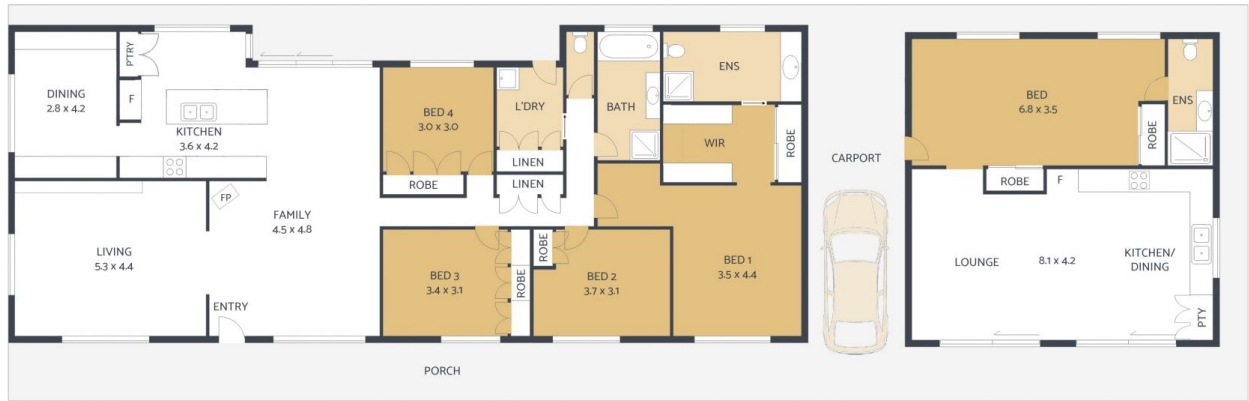 DINING
2.8 x 4.2
P'TRY
F
KITCHEN
3.6 x 4.2
LIVING
5.3 x 4.4
FP
FAMILY
4.5 x 4.8
ENTRY
BED 4
3.0 x 3.0
ROBE
L'DRY
LINEN
LINEN
BATH
ENS
WIR
ROBE
BED 3
3.4 x 3.1
ROBE
ROBE
BED 2
3.7 x 3.1
BED 1
3.5 x 4.4
PORCH
CARPORT
BED
6.8 x 3.5
ENS
ROBE
ROBE
F
LOUNGE
8.1 x 4.2
KITCHEN/
DINING
PTY